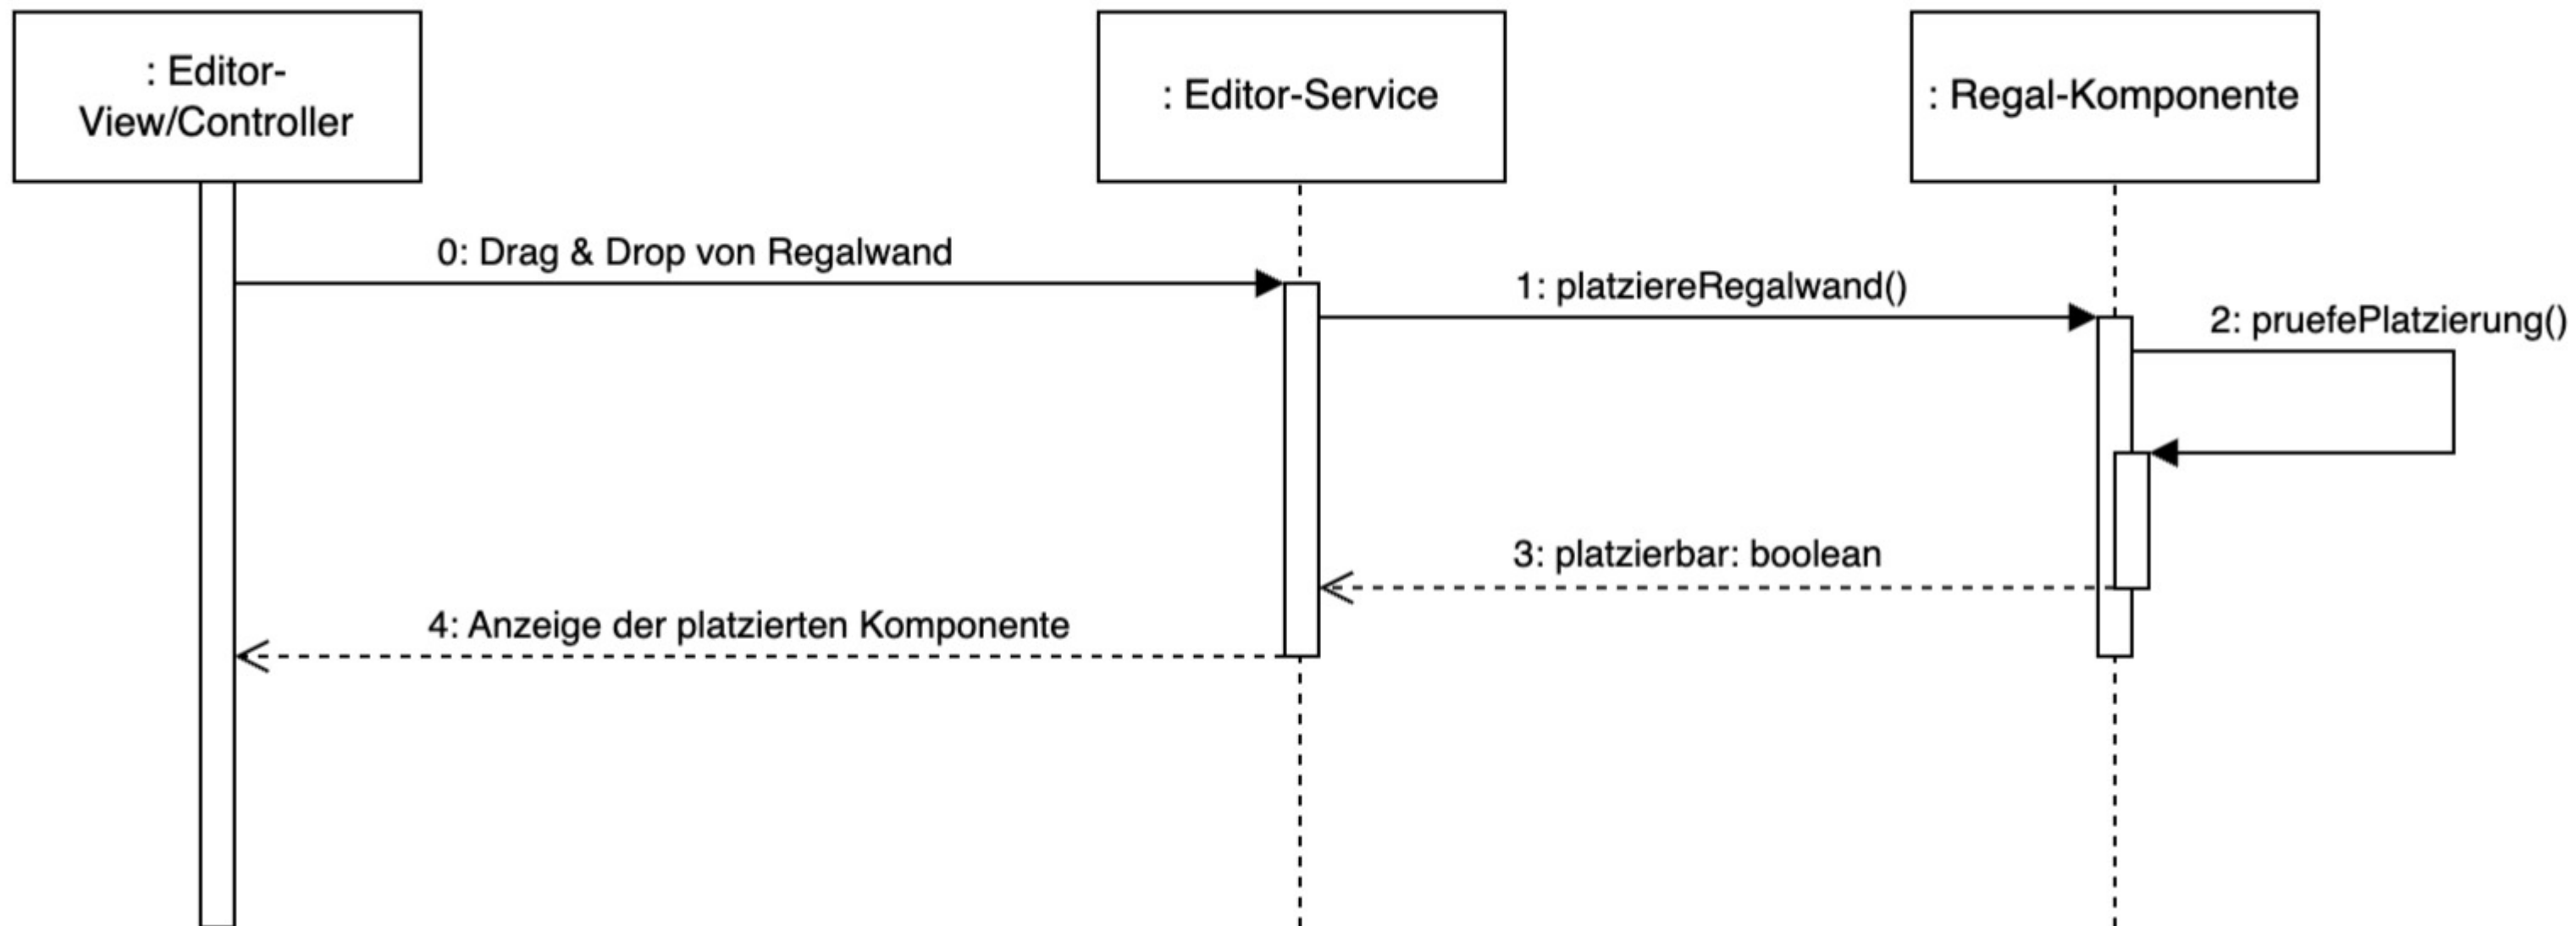 : Editor-
View/Controller
: Editor-Service
: Regal-Komponente
0: Drag & Drop von Regalwand
1: platziereRegalwand()
2: pruefePlatzierung()
3: platzierbar: boolean
4: Anzeige der platzierten Komponente